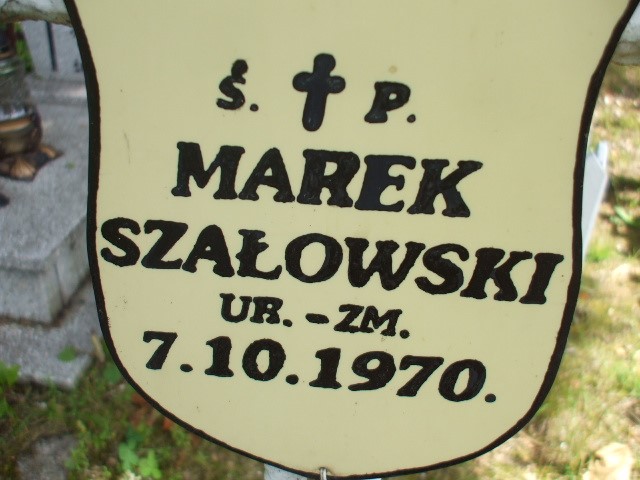 Ś. P.
MAREK
SZAŁOWSKI
UR. - ZM.
7.10.1970.